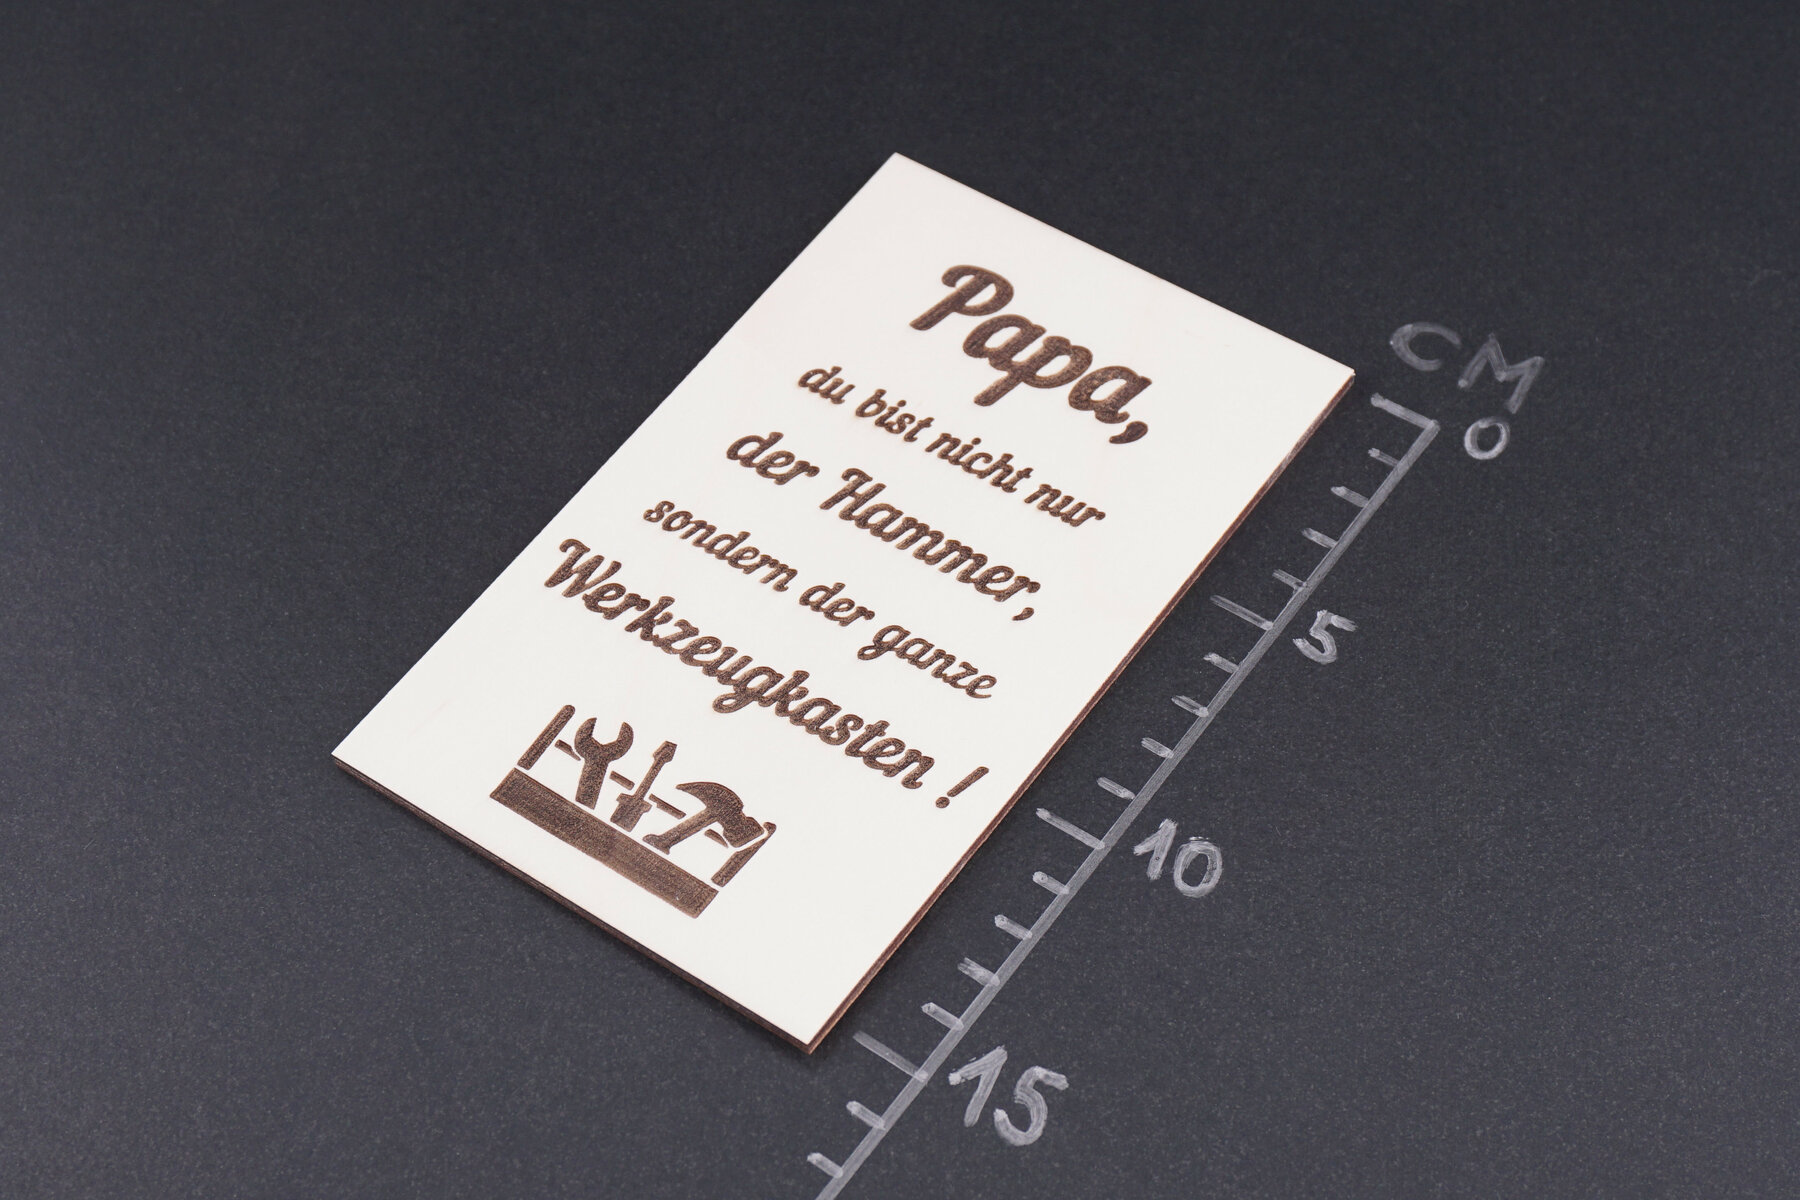 Papa,
du bist nicht nur
der Hammer,
sondern der ganze
Werkzeugkasten !
CM
0
5
10
15